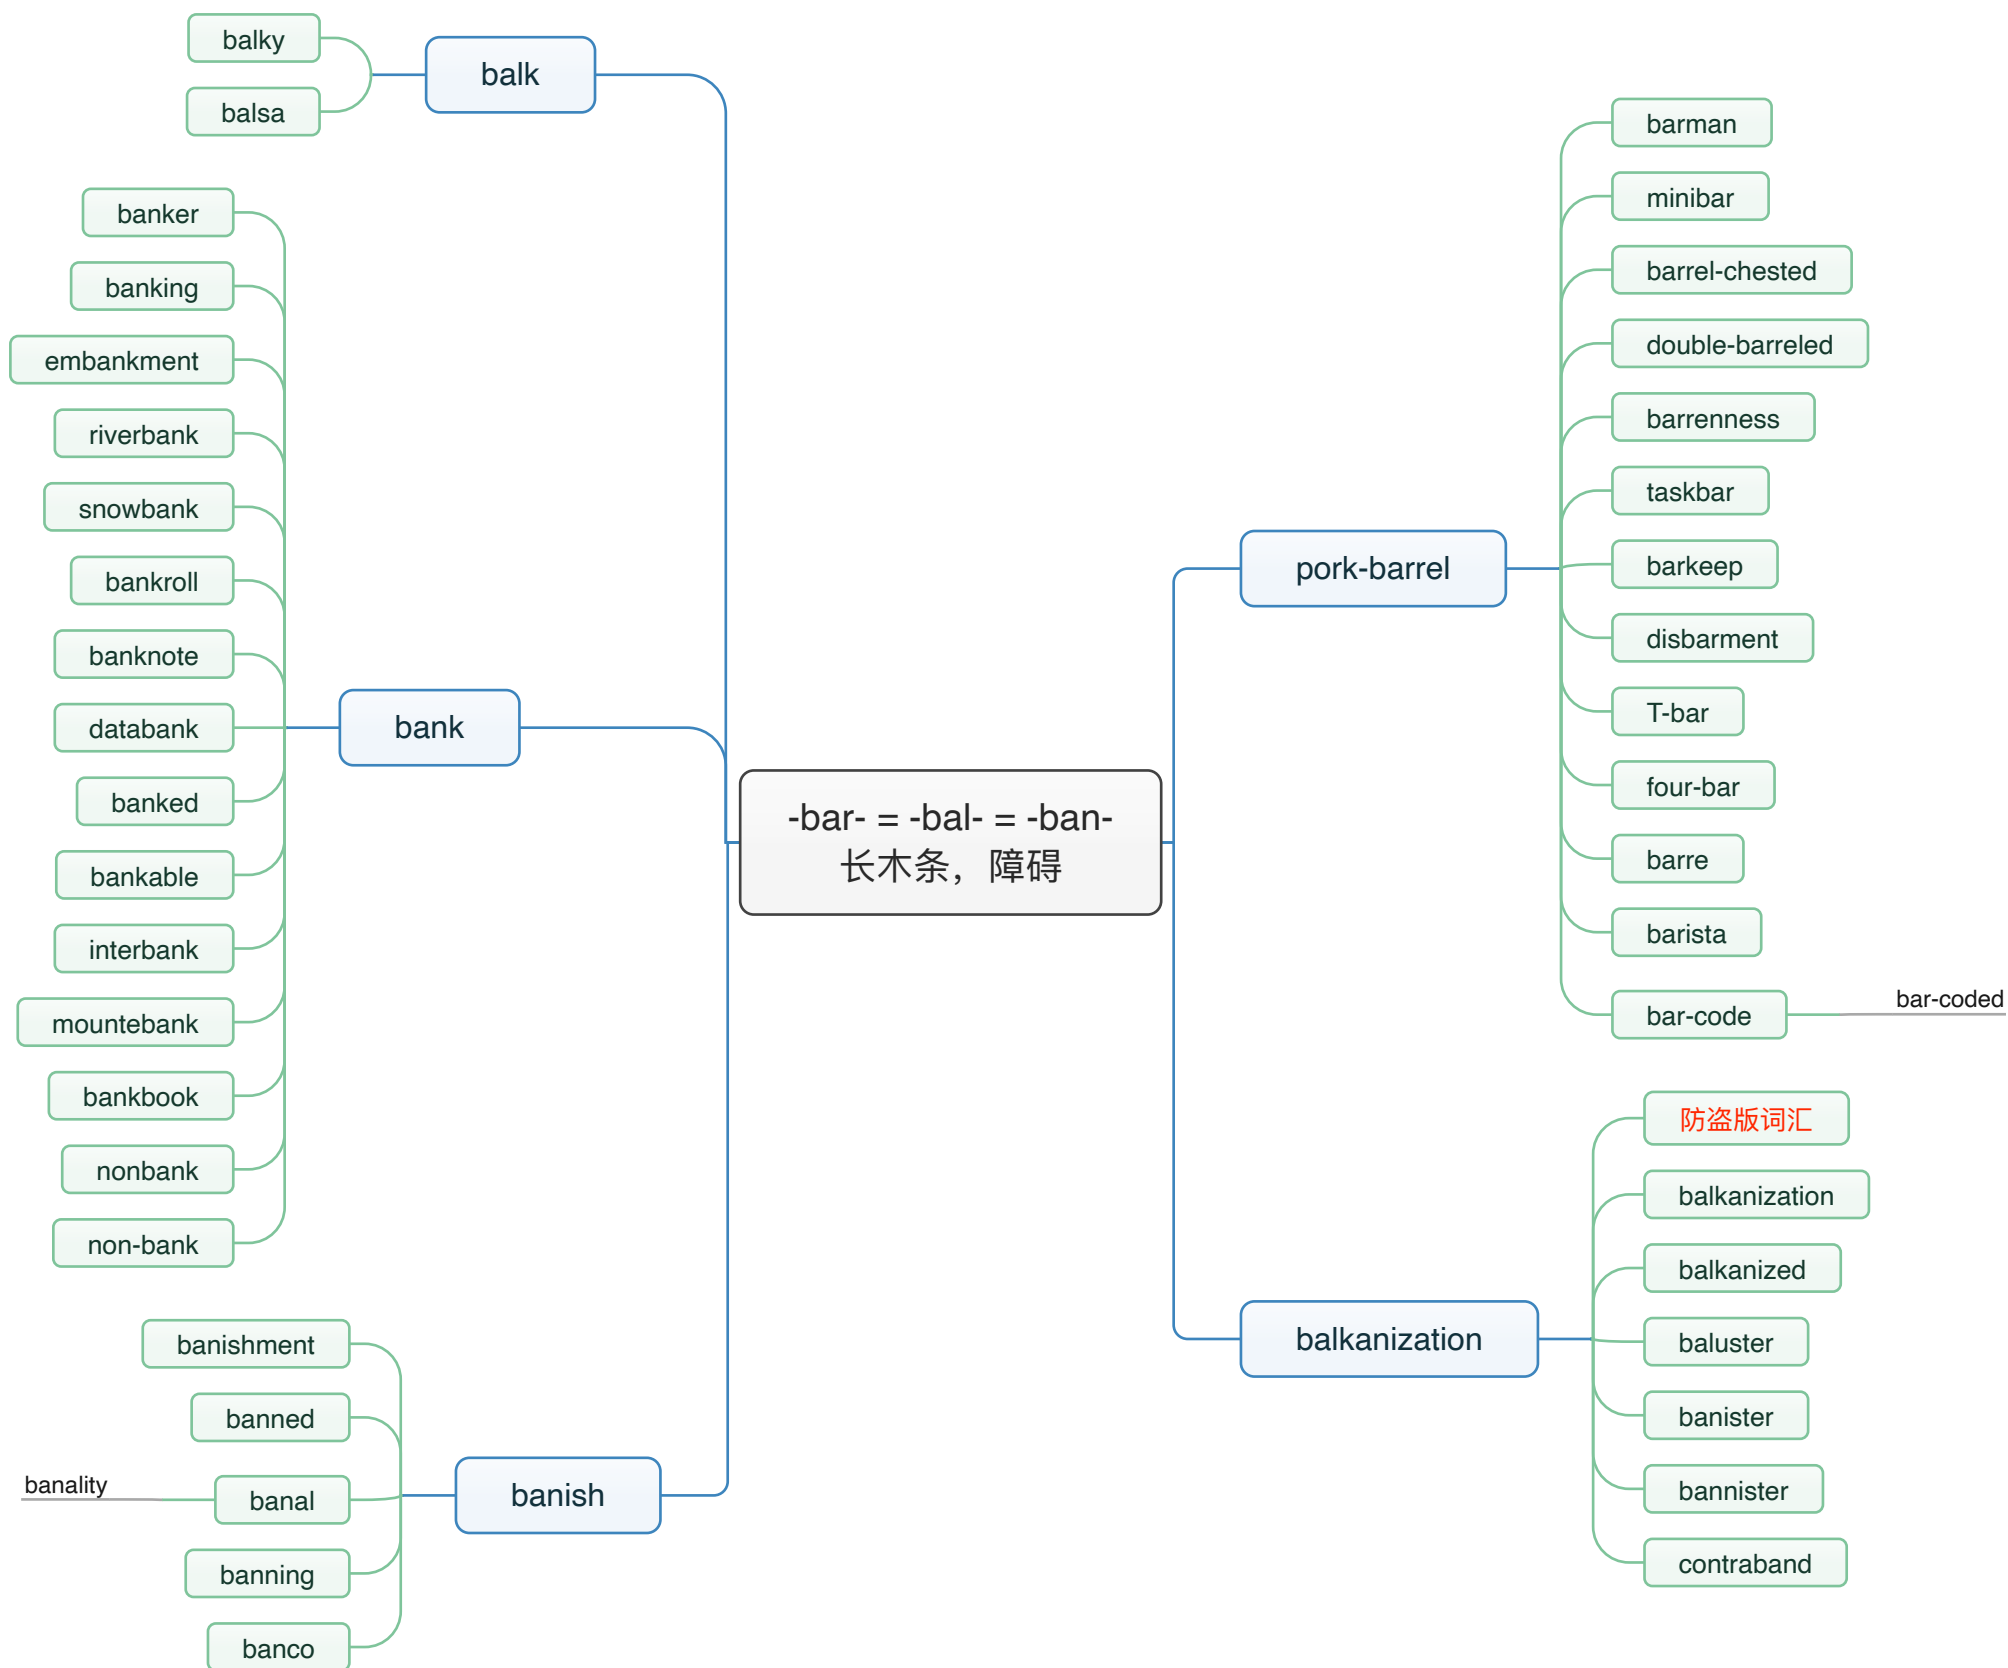 balky
balk
balsa
banker
banking
embankment
riverbank
snowbank
bankroll
banknote
databank
bank
banked
bankable
interbank
mountebank
bankbook
nonbank
non-bank
banishment
banned
banality
banal
banish
banning
banco
-bar- = -bal- = -ban-
长木条，障碍
barman
minibar
barrel-chested
double-barreled
barrenness
taskbar
pork-barrel
barkeep
disbarment
T-bar
four-bar
barre
barista
bar-code
bar-coded
防盗版词汇
balkanization
balkanized
balkanization
baluster
banister
bannister
contraband